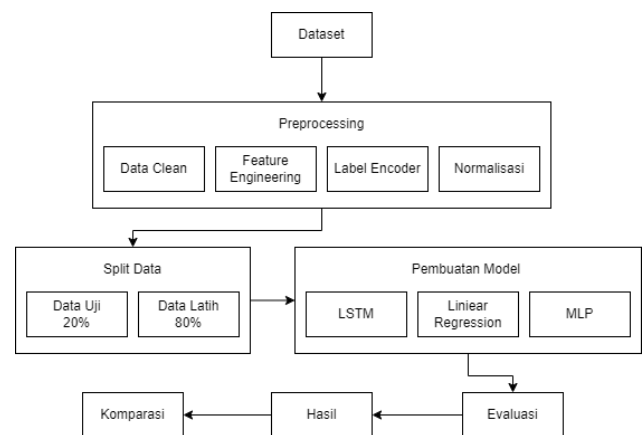 Dataset
Preprocessing
Data Clean
Feature
Engineering
Label Encoder
Normalisasi
Split Data
Data Uji
20%
Data Latih
80%
Pembuatan Model
LSTM
Liniear
Regression
MLP
Komparasi
Hasil
Evaluasi